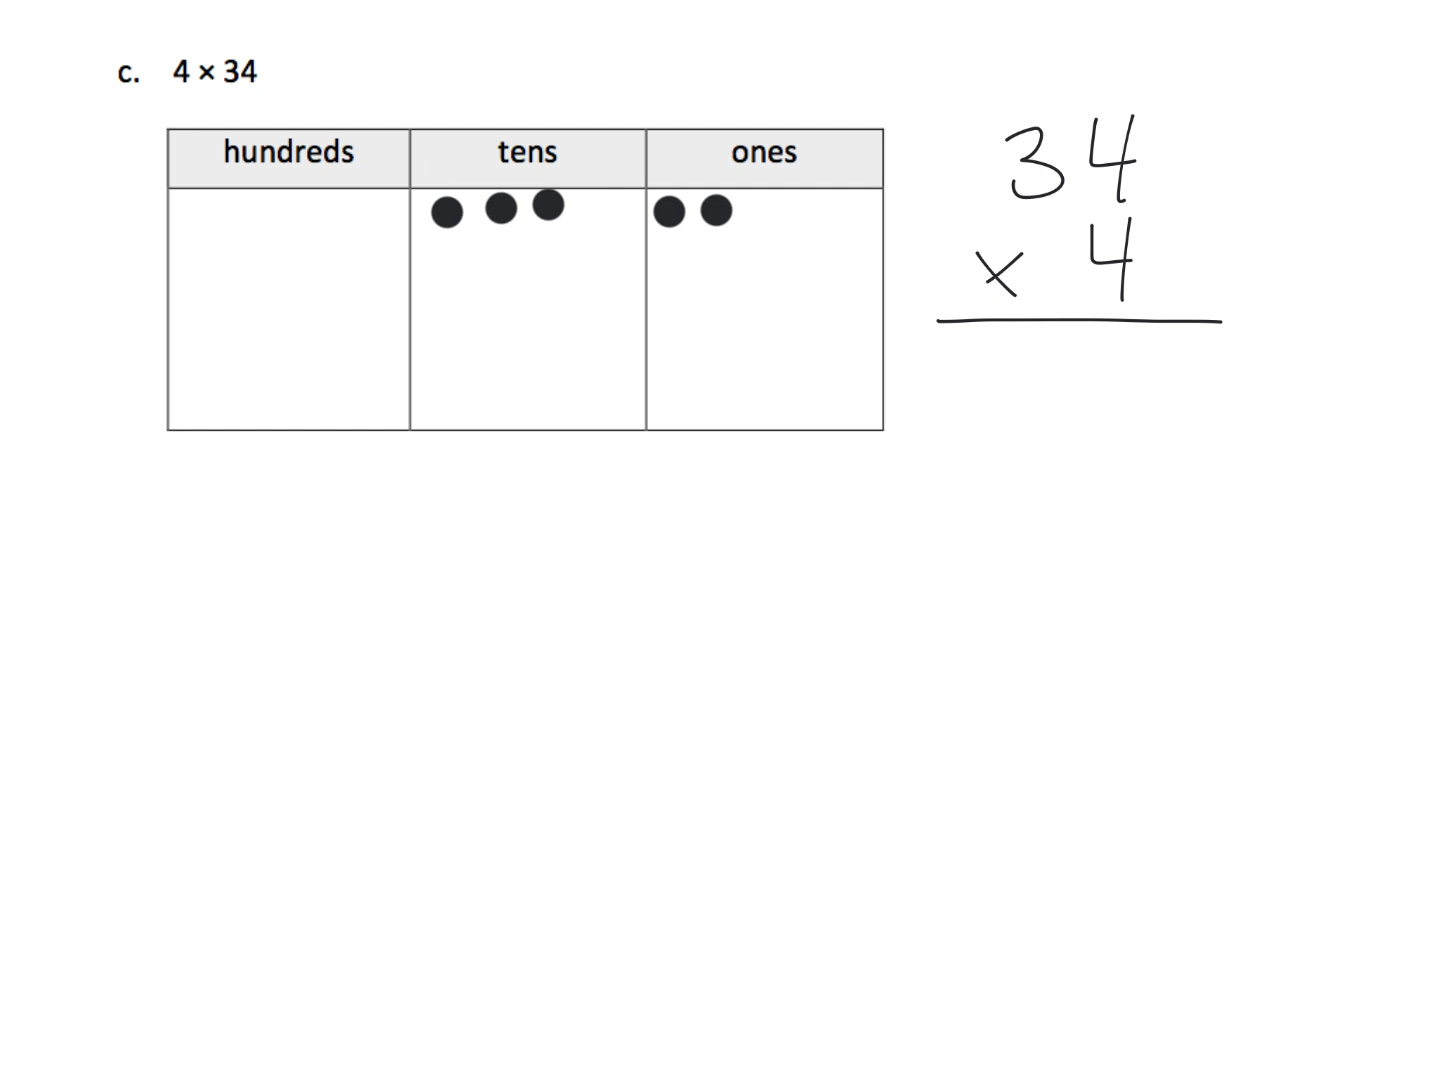 c. 4 × 34
hundreds tens ones
34
× 4